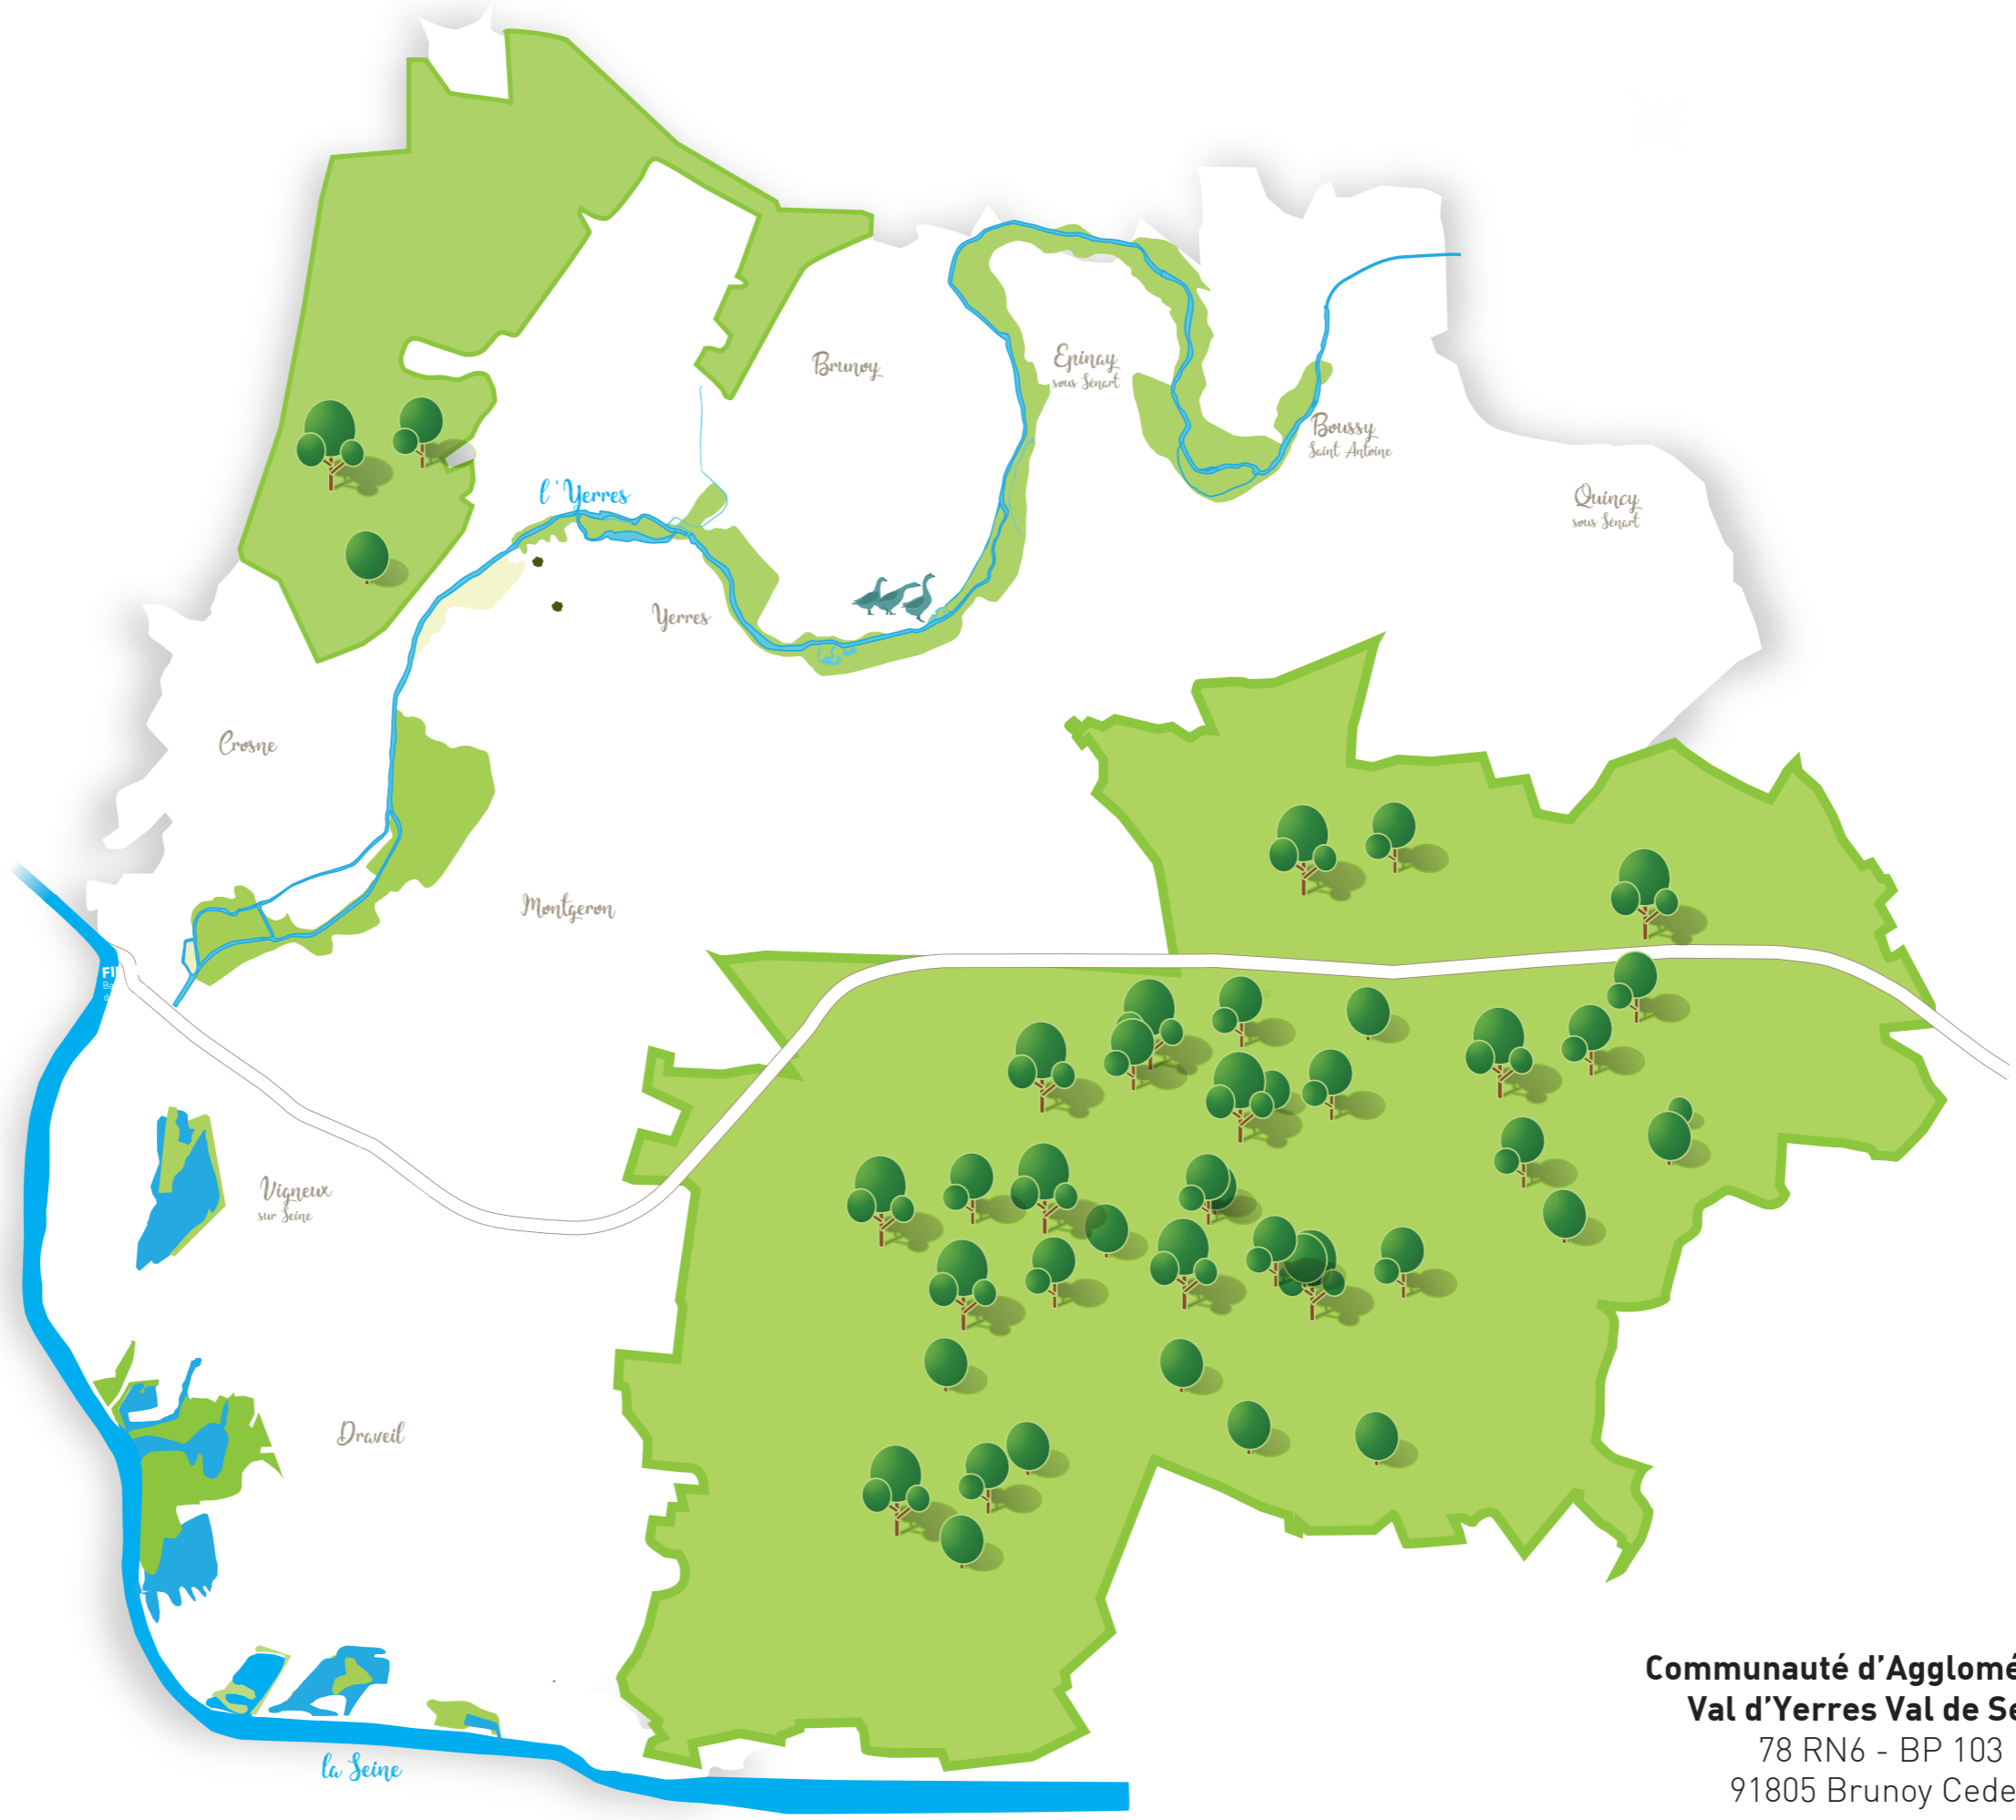 Brunoy
Epinay
sous Sénart
Boussy
Saint Antoine
Quincy
sous Sénart
l'Yerres
Yerres
Crosne
Montgeron
Vigneux
sur Seine
Draveil
la Seine
Communauté d'Agglomé
Val d'Yerres Val de Se
78 RN6 - BP 103
91805 Brunoy Cede